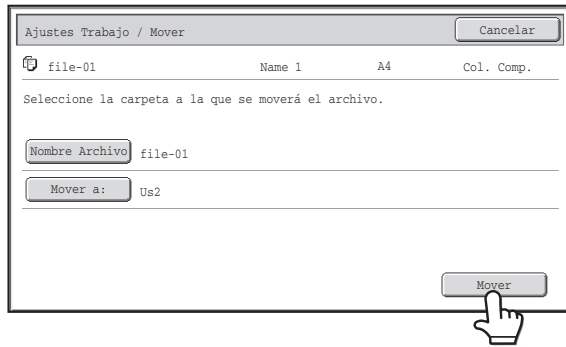 Ajustes Trabajo / Mover Cancelar
file-01 Name 1 A4 Col. Comp.
Seleccione la carpeta a la que se moverá el archivo.
Nombre Archivo file-01
Mover a: Us2
Mover